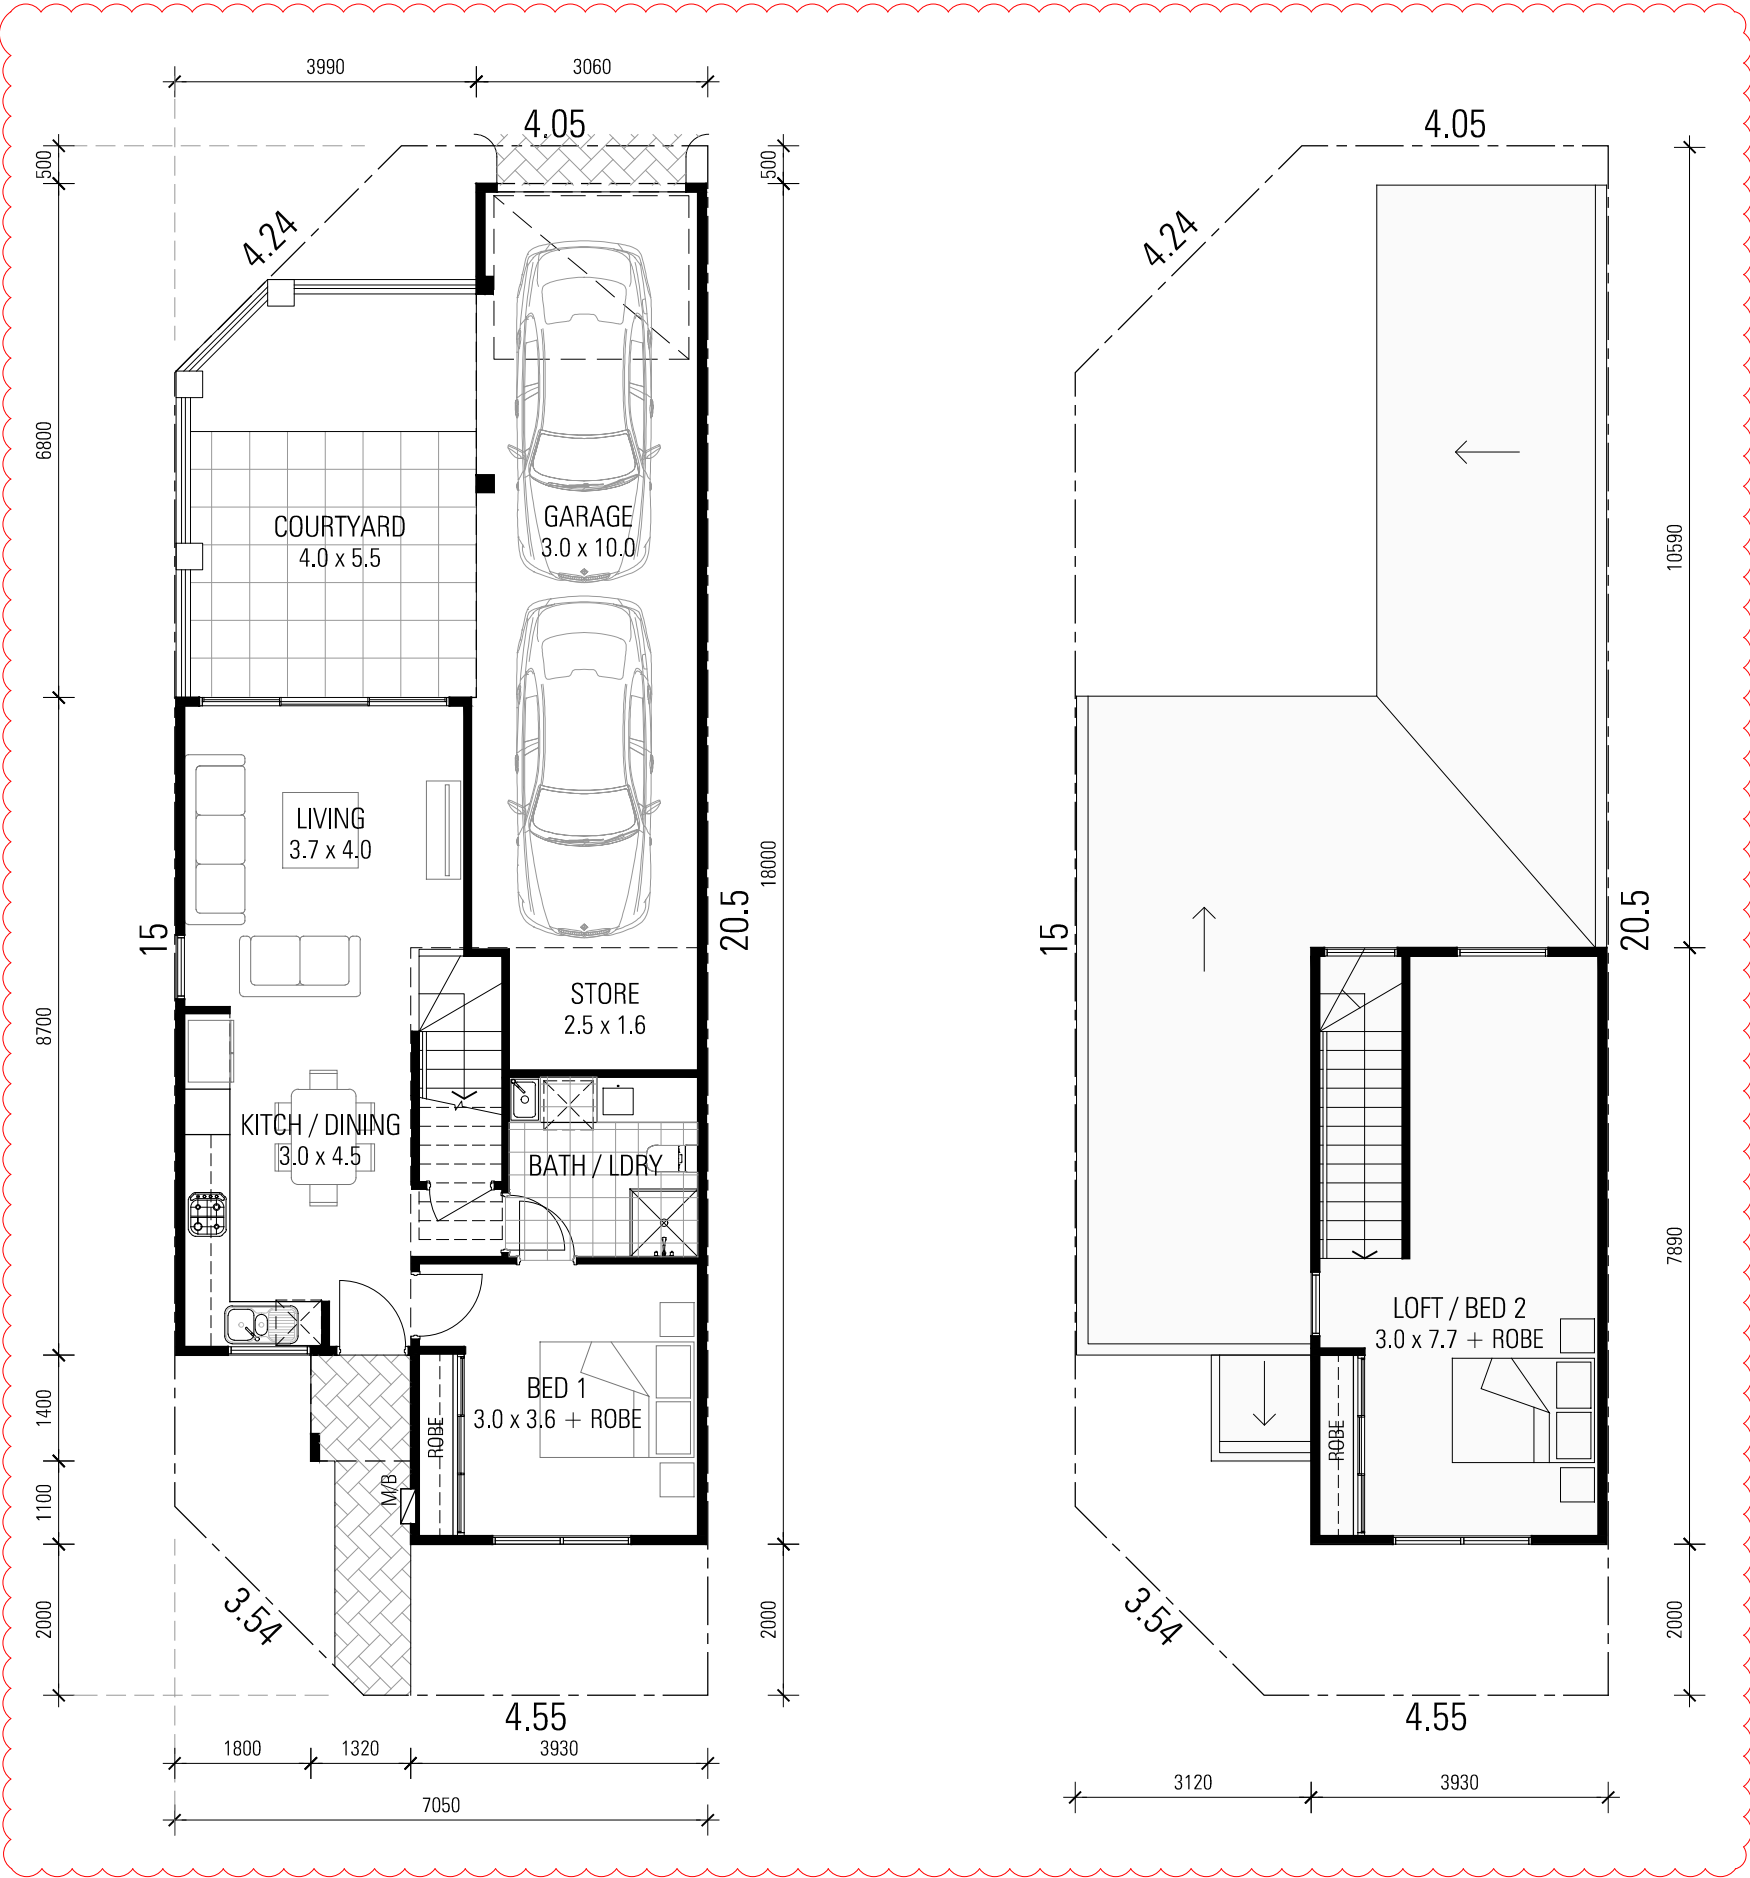 3990
3060
4.05
500
500
4.24
6800
COURTYARD
4.0 x 5.5
GARAGE
3.0 x 10.0
LIVING
3.7 x 4.0
18000
15
20.5
STORE
2.5 x 1.6
8700
KITCH / DINING
3.0 x 4.5
BATH / LDRY
BED 1
3.0 x 3.6 + ROBE
ROBE
1400
M/B
1100
2000
3.54
2000
4.55
1800
1320
3930
7050
4.05
4.24
10590
15
20.5
7890
LOFT / BED 2
3.0 x 7.7 + ROBE
ROBE
3.54
2000
4.55
3120
3930